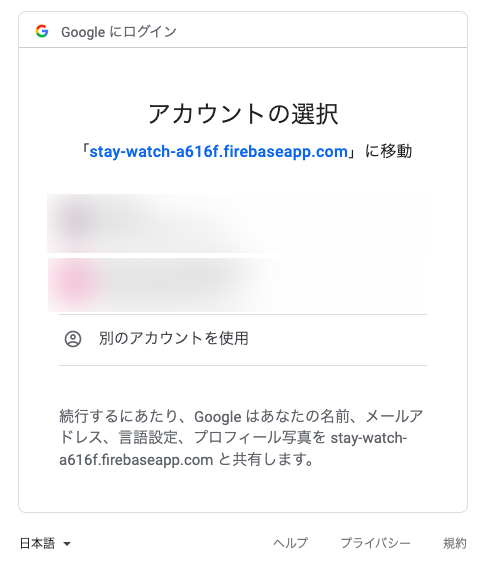 Google にログイン
アカウントの選択
「stay-watch-a616f.firebaseapp.com」に移動
別のアカウントを使用
続行するにあたり、Google はあなたの名前、メールア
ドレス、言語設定、プロフィール写真を stay-watch-
a616f.firebaseapp.com と共有します。
日本語 ヘルプ プライバシー 規約